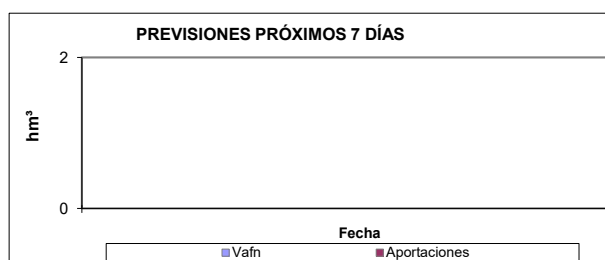 PREVISIONES PRÓXIMOS 7 DÍAS
2
hm³
0
Fecha
Vafn Aportaciones